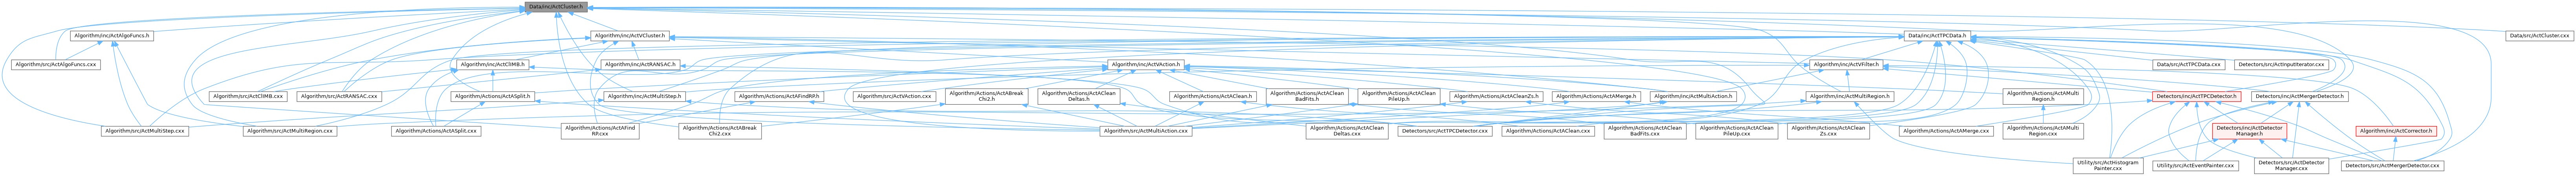 Data/inc/ActCluster.h
Algorithm/inc/ActAlgoFuncs.h
Algorithm/inc/ActVCluster.h
Data/inc/ActTPCData.h
Data/src/ActCluster.cxx
Algorithm/src/ActAlgoFuncs.cxx
Algorithm/inc/ActCliMB.h
Algorithm/inc/ActRANSAC.h
Algorithm/inc/ActVAction.h
Algorithm/inc/ActVFilter.h
Data/src/ActTPCData.cxx
Detectors/src/ActInputIterator.cxx
Algorithm/src/ActCliMB.cxx
Algorithm/src/ActRANSAC.cxx
Algorithm/Actions/ActASplit.h
Algorithm/inc/ActMultiStep.h
Algorithm/Actions/ActAFindRP.h
Algorithm/src/ActVAction.cxx
Algorithm/Actions/ActABreak
Chi2.h
Algorithm/Actions/ActAClean
Deltas.h
Algorithm/Actions/ActAClean.h
Algorithm/Actions/ActAClean
BadFits.h
Algorithm/Actions/ActAClean
PileUp.h
Algorithm/Actions/ActACleanZs.h
Algorithm/Actions/ActAMerge.h
Algorithm/inc/ActMultiAction.h
Algorithm/inc/ActMultiRegion.h
Algorithm/Actions/ActAMulti
Region.h
Detectors/inc/ActTPCDetector.h
Detectors/inc/ActMergerDetector.h
Algorithm/src/ActMultiStep.cxx
Algorithm/src/ActMultiRegion.cxx
Algorithm/Actions/ActASplit.cxx
Algorithm/Actions/ActAFind
RP.cxx
Algorithm/Actions/ActABreak
Chi2.cxx
Algorithm/src/ActMultiAction.cxx
Algorithm/Actions/ActAClean
Deltas.cxx
Detectors/src/ActTPCDetector.cxx
Algorithm/Actions/ActAClean.cxx
Algorithm/Actions/ActAClean
BadFits.cxx
Algorithm/Actions/ActAClean
PileUp.cxx
Algorithm/Actions/ActAClean
Zs.cxx
Algorithm/Actions/ActAMerge.cxx
Algorithm/Actions/ActAMulti
Region.cxx
Detectors/inc/ActDetector
Manager.h
Algorithm/inc/ActCorrector.h
Utility/src/ActHistogram
Painter.cxx
Utility/src/ActEventPainter.cxx
Detectors/src/ActDetector
Manager.cxx
Detectors/src/ActMergerDetector.cxx